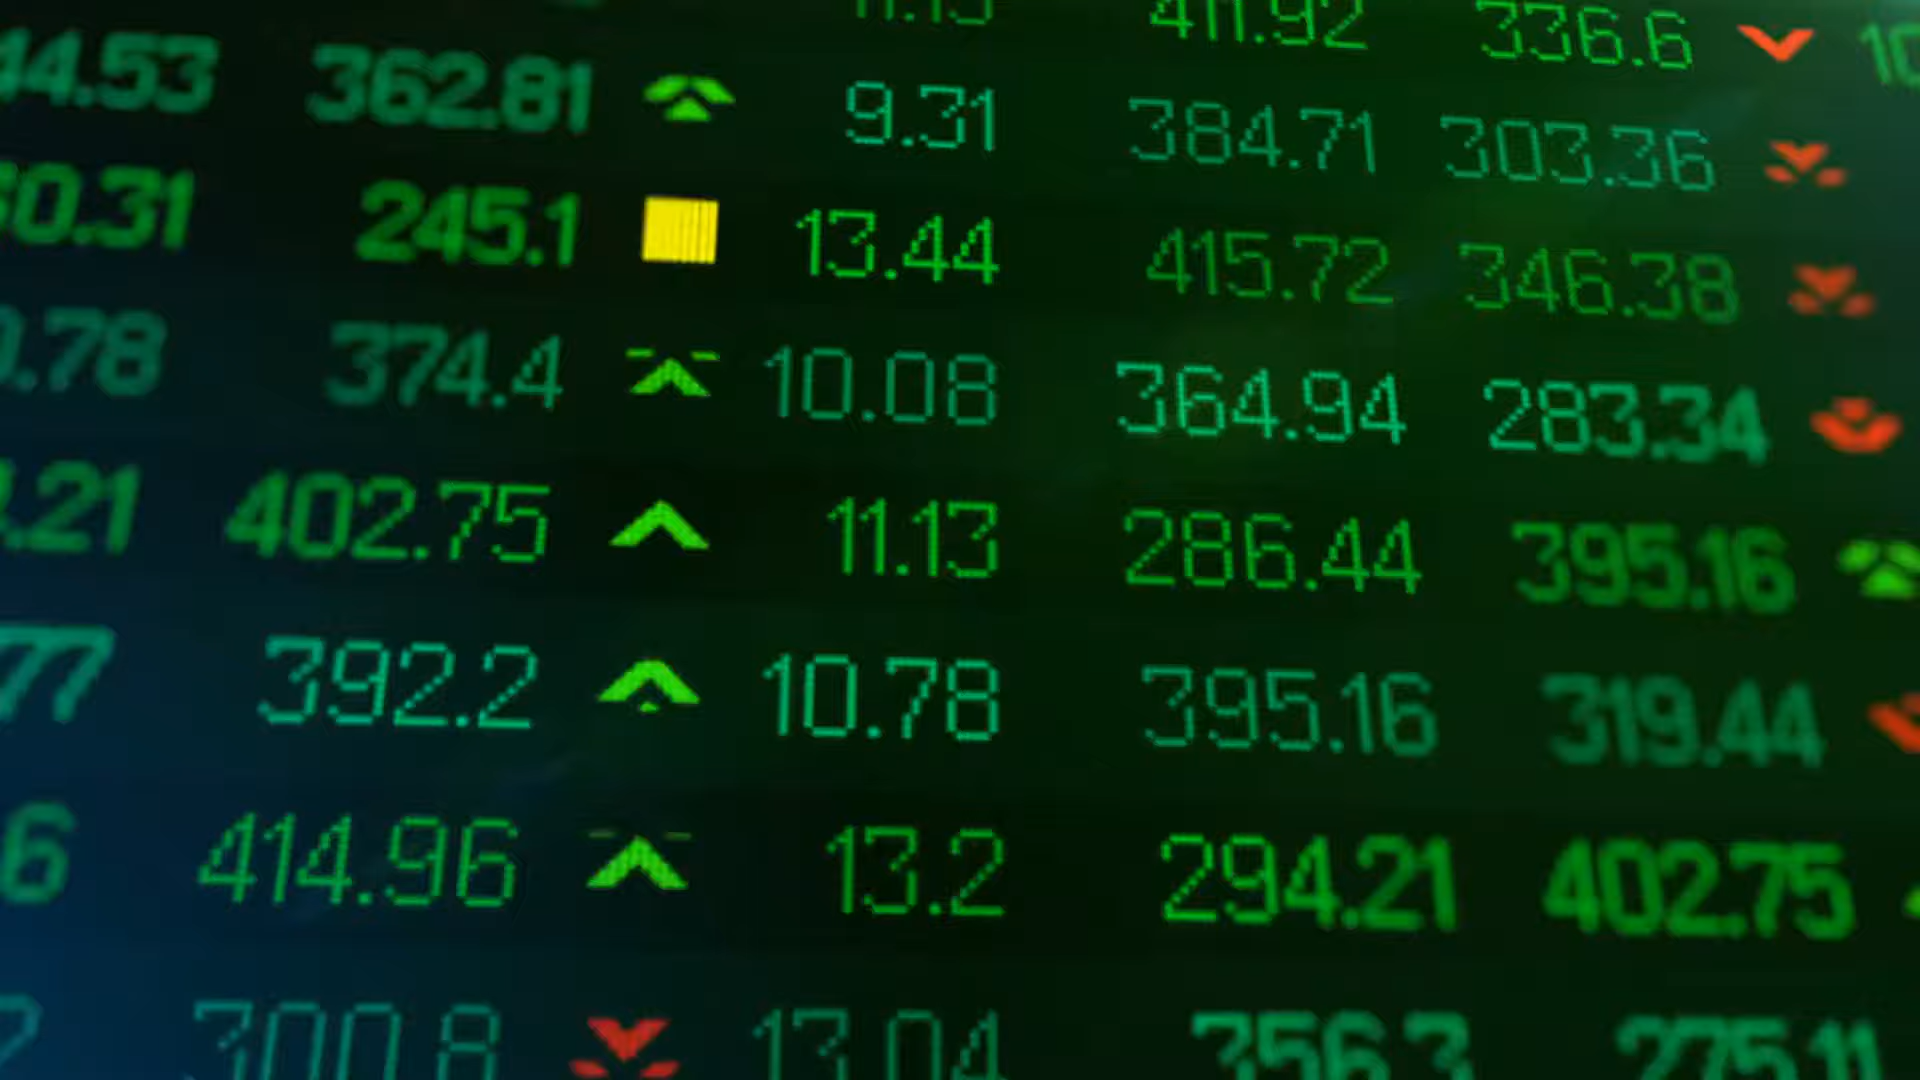 11.13 411.92 336.6
44.53 362.81 9.31 384.71 303.36
0.31 245.1 13.44 415.72 346.38
.78 374.4 10.08 364.94 283.34
.21 402.75 11.13 286.44 395.16
77 392.2 10.78 395.16 319.44
6 414.96 13.2 294.21 402.75
300.8 13.04 356.3 275.11